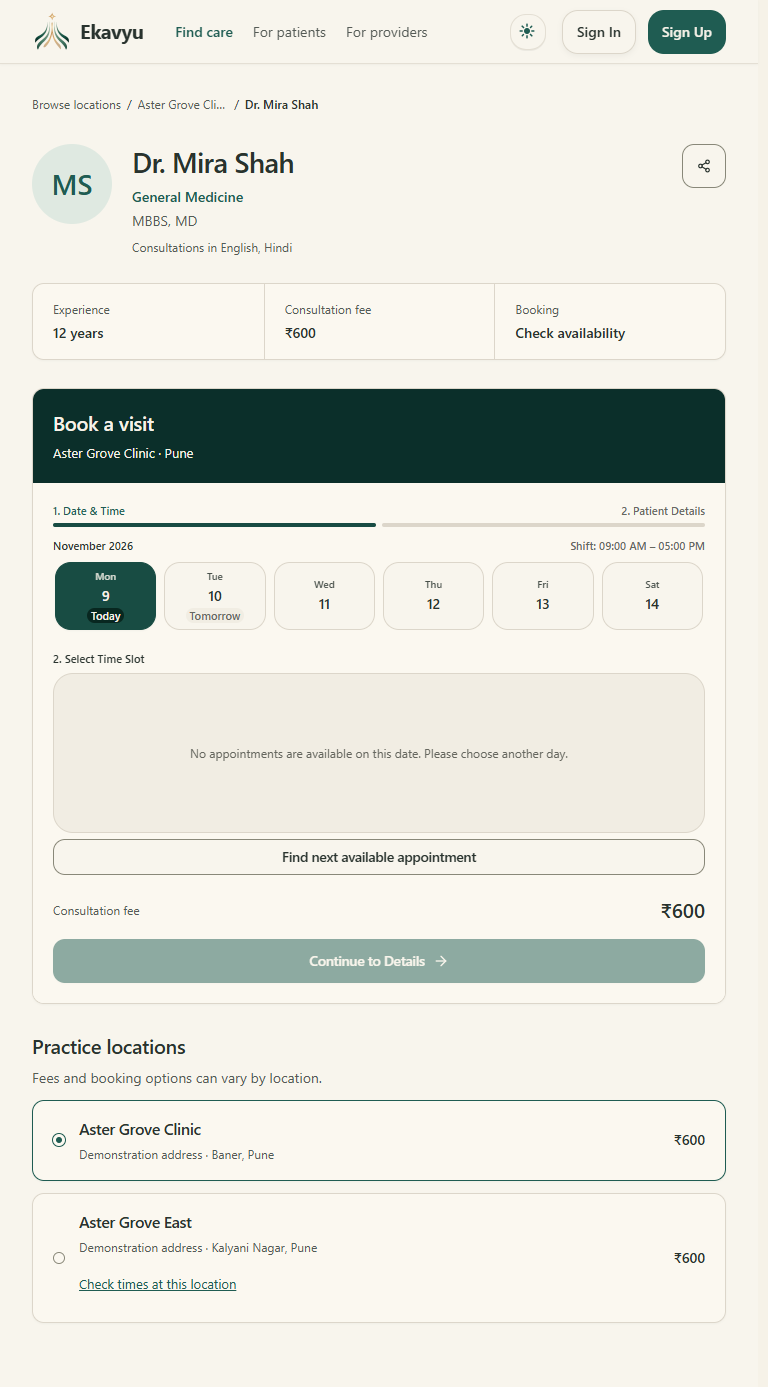 Ekavyu
Find care
For patients
For providers
Sign In
Sign Up
Browse locations / Aster Grove Cli... / Dr. Mira Shah
MS
Dr. Mira Shah
General Medicine
MBBS, MD
Consultations in English, Hindi
Experience
12 years
Consultation fee
₹600
Booking
Check availability
Book a visit
Aster Grove Clinic · Pune
1. Date & Time
2. Patient Details
November 2026
Shift: 09:00 AM – 05:00 PM
Mon
9
Today
Tue
10
Tomorrow
Wed
11
Thu
12
Fri
13
Sat
14
2. Select Time Slot
No appointments are available on this date. Please choose another day.
Find next available appointment
Consultation fee
₹600
Continue to Details →
Practice locations
Fees and booking options can vary by location.
Aster Grove Clinic
Demonstration address · Baner, Pune
₹600
Aster Grove East
Demonstration address · Kalyani Nagar, Pune
₹600
Check times at this location